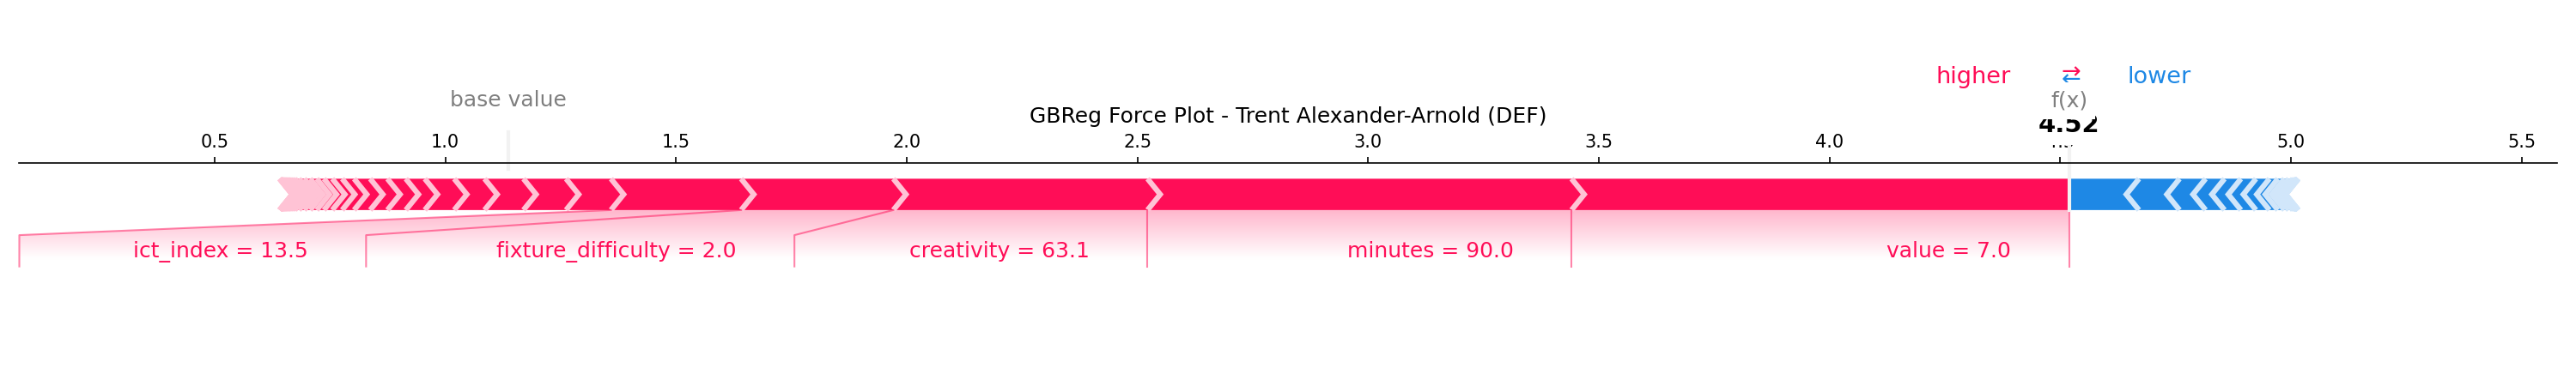 higher ⇄ lower
base value
f(x)
GBReg Force Plot - Trent Alexander-Arnold (DEF)
4.52
0.5 1.0 1.5 2.0 2.5 3.0 3.5 4.0 5.0 5.5
ict_index = 13.5 fixture_difficulty = 2.0 creativity = 63.1 minutes = 90.0 value = 7.0